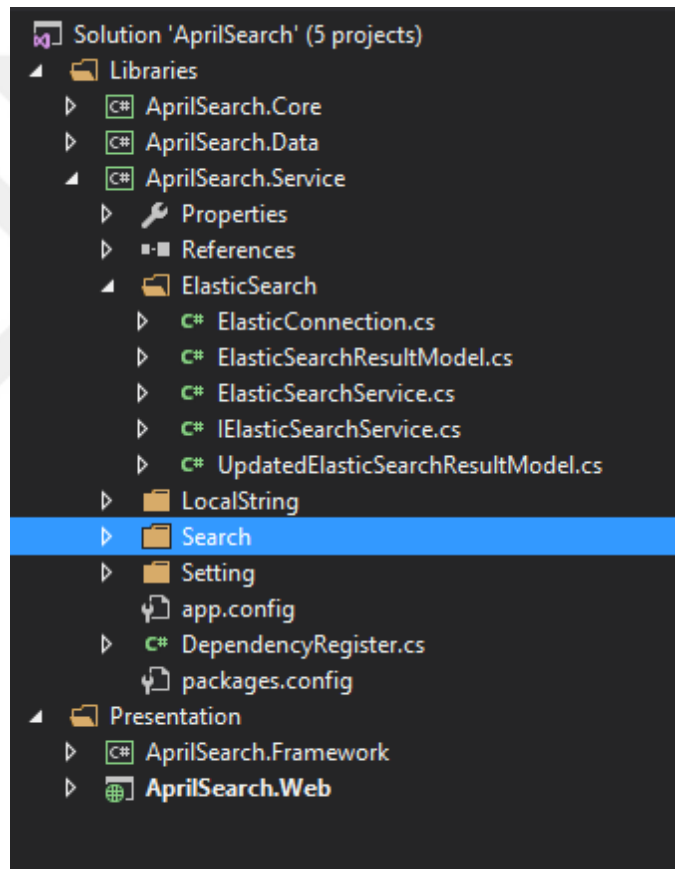 Solution 'AprilSearch' (5 projects)
Libraries
C# AprilSearch.Core
C# AprilSearch.Data
C# AprilSearch.Service
Properties
References
ElasticSearch
C# ElasticConnection.cs
C# ElasticSearchResultModel.cs
C# ElasticSearchService.cs
C# IElasticSearchService.cs
C# UpdatedElasticSearchResultModel.cs
LocalString
Search
Setting
app.config
C# DependencyRegister.cs
packages.config
Presentation
C# AprilSearch.Framework
AprilSearch.Web